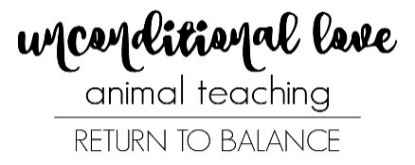 unconditional love
animal teaching
RETURN TO BALANCE